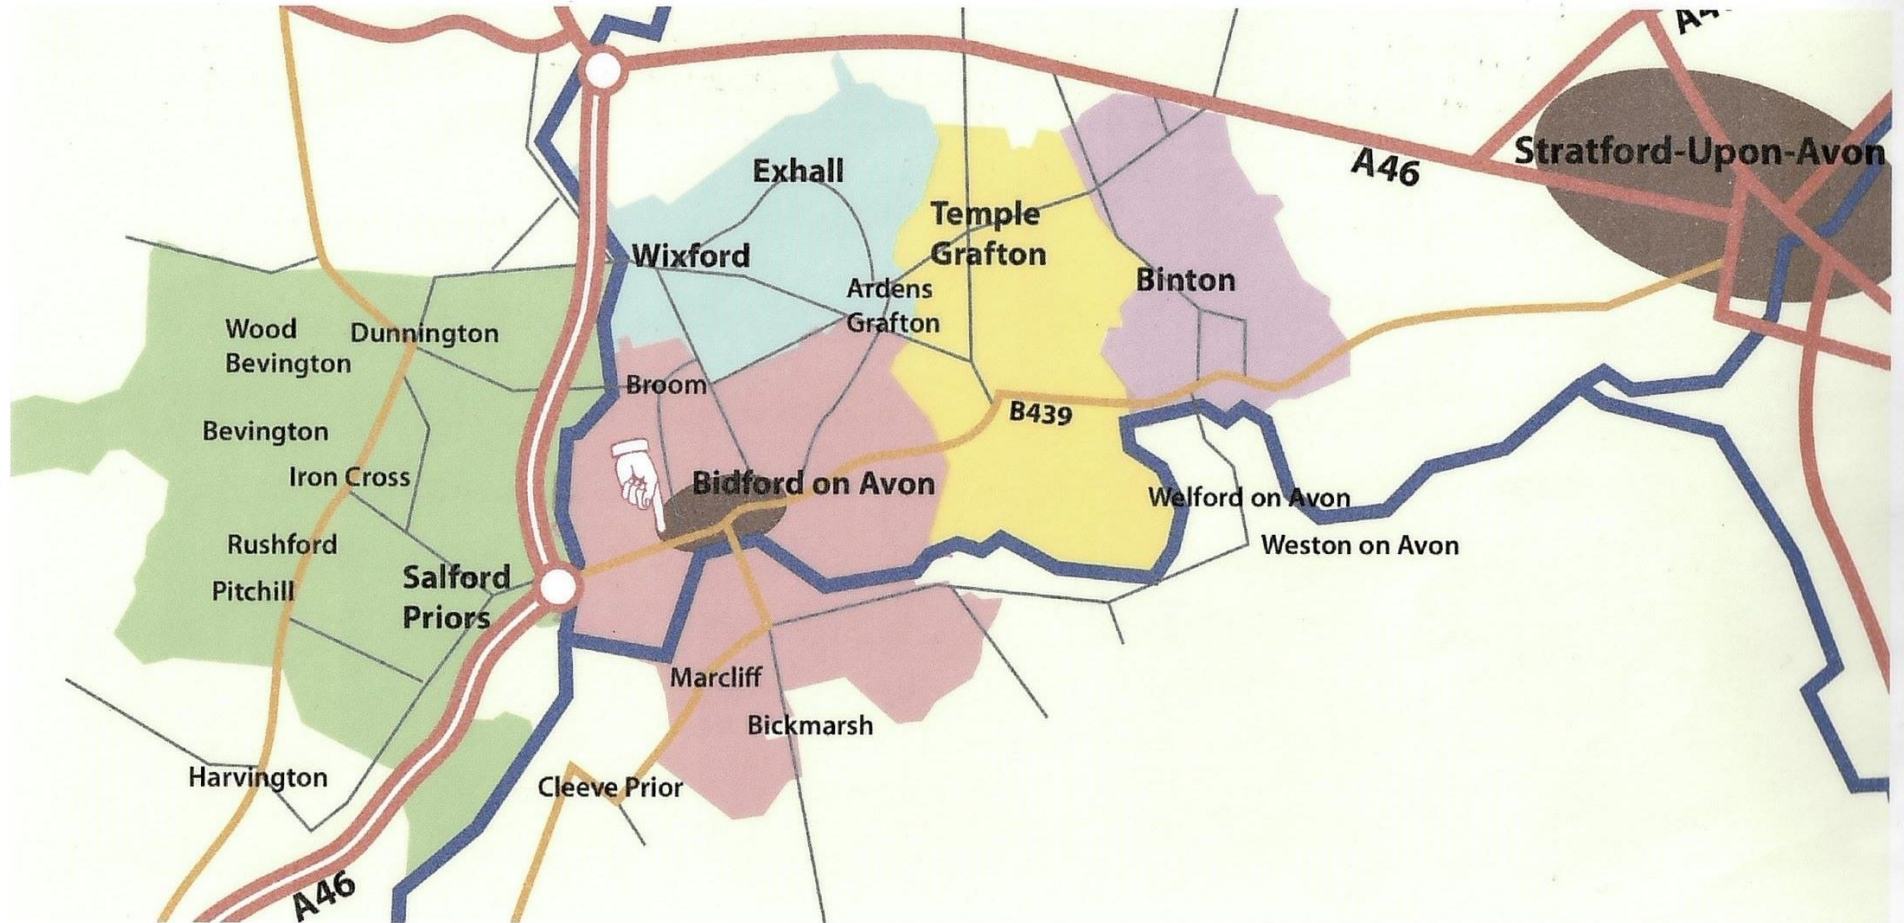 A4
Stratford-Upon-Avon
A46
Exhall
Temple
Grafton
Wixford
Binton
Ardens
Grafton
Wood
Bevington
Dunnington
Broom
B439
Bevington
Iron Cross
Bidford on Avon
Welford on Avon
Rushford
Weston on Avon
Pitchill
Salford
Priors
Marcliff
Bickmarsh
Harvington
Cleeve Prior
A46